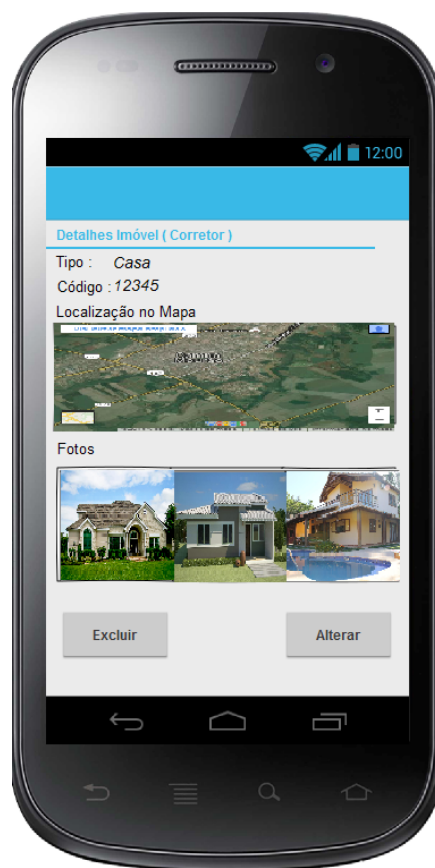 12:00
Detalhes Imóvel ( Corretor )
Tipo : Casa
Código : 12345
Localização no Mapa
Fotos
Excluir Alterar